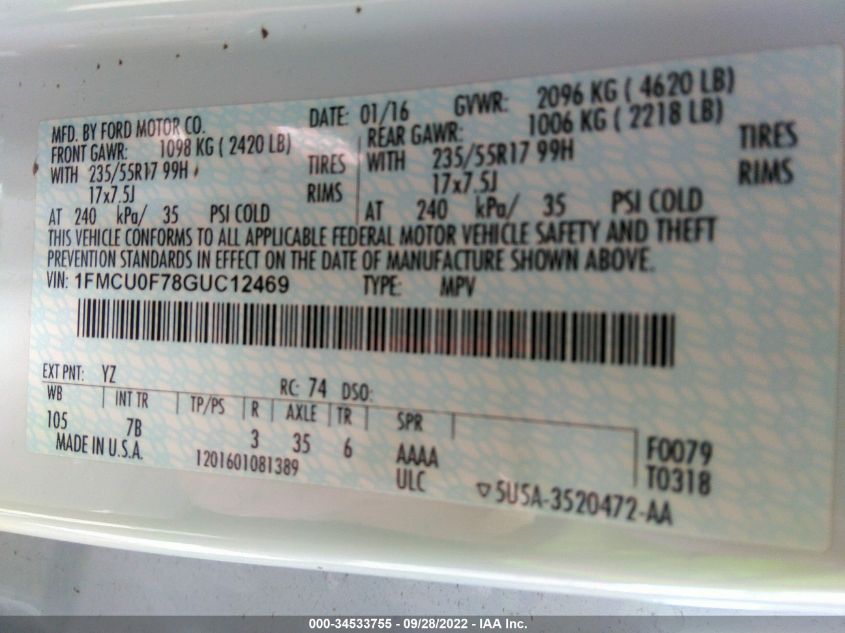 MFD. BY FORD MOTOR CO. DATE: 01/16 GVWR: 2096 KG ( 4620 LB)
FRONT GAWR: 1098 KG ( 2420 LB) REAR GAWR: 1006 KG ( 2218 LB)
WITH 235/55R17 99H TIRES WITH 235/55R17 99H TIRES
17x7.5J RIMS 17x7.5J RIMS
AT 240 kPa/ 35 PSI COLD AT 240 kPa/ 35 PSI COLD
THIS VEHICLE CONFORMS TO ALL APPLICABLE FEDERAL MOTOR VEHICLE SAFETY AND THEFT
PREVENTION STANDARDS IN EFFECT ON THE DATE OF MANUFACTURE SHOWN ABOVE.
VIN: 1FMCU0F78GUC12469 TYPE: MPV
EXT PNT: YZ RC: 74 DSO:
WB INT TR TP/PS R AXLE TR SPR
105 7B 3 35 6 AAAA F0079
MADE IN U.S.A. 1201601081389 ULC T0318
5USA-3520472-AA
000-34533755 - 09/28/2022 - IAA Inc.